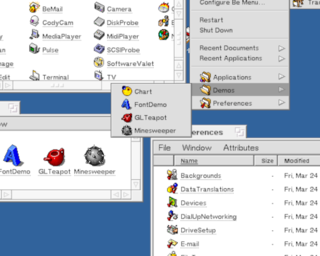 BeMail
Camera
CodyCam
DiskProbe
MediaPlayer
MidiPlayer
Pulse
SCSIProbe
SoftwareValet
Edit
Terminal
TV
Configure Be Menu...
Restart
Shut Down
Recent Documents
Recent Applications
Applications
Demos
Preferences
Chart
FontDemo
GLTeapot
Minesweeper
FontDemo
GLTeapot
Minesweeper
File
Window
Attributes
Name
Size
Modified
Backgrounds
-
Fri, Mar 24
DataTranslations
-
Fri, Mar 24
Devices
-
Fri, Mar 24
DialUpNetworking
-
Fri, Mar 24
DriveSetup
-
Fri, Mar 24
E-mail
-
Fri, Mar 24